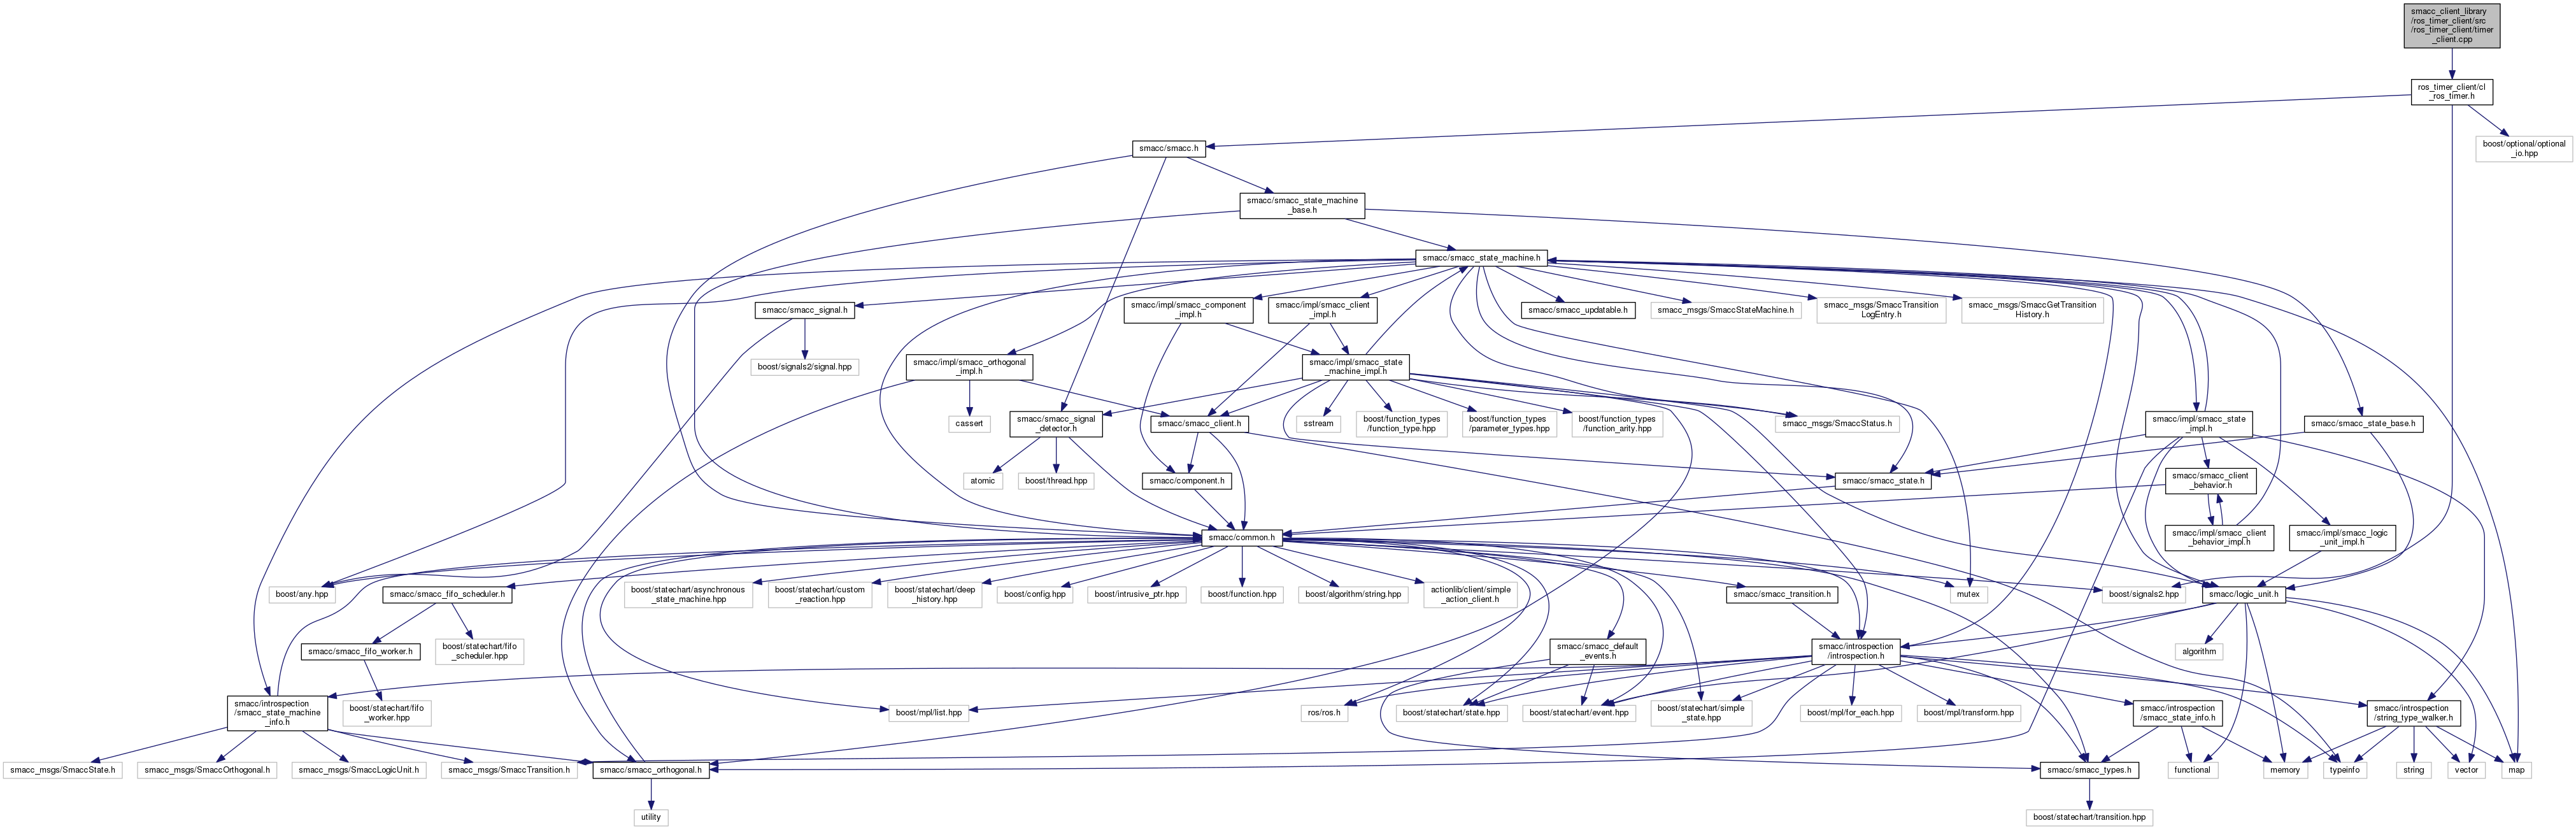 smacc_client_library
/ros_timer_client/src
/ros_timer_client/timer
_client.cpp
ros_timer_client/cl
_ros_timer.h
smacc/smacc.h
boost/optional/optional
_io.hpp
smacc/smacc_state_machine
_base.h
smacc/smacc_state_machine.h
smacc/smacc_signal.h
smacc/impl/smacc_component
_impl.h
smacc/impl/smacc_client
_impl.h
smacc/smacc_updatable.h
smacc_msgs/SmaccStateMachine.h
smacc_msgs/SmaccTransition
LogEntry.h
smacc_msgs/SmaccGetTransition
History.h
boost/signals2/signal.hpp
smacc/impl/smacc_orthogonal
_impl.h
smacc/impl/smacc_state
_machine_impl.h
cassert
smacc/smacc_signal
_detector.h
smacc/smacc_client.h
sstream
boost/function_types
/function_type.hpp
boost/function_types
/parameter_types.hpp
boost/function_types
/function_arity.hpp
smacc_msgs/SmaccStatus.h
smacc/impl/smacc_state
_impl.h
smacc/smacc_state_base.h
atomic
boost/thread.hpp
smacc/component.h
smacc/smacc_state.h
smacc/smacc_client
_behavior.h
smacc/common.h
smacc/impl/smacc_client
_behavior_impl.h
smacc/impl/smacc_logic
_unit_impl.h
boost/any.hpp
smacc/smacc_fifo_scheduler.h
boost/statechart/asynchronous
_state_machine.hpp
boost/statechart/custom
_reaction.hpp
boost/statechart/deep
_history.hpp
boost/config.hpp
boost/intrusive_ptr.hpp
boost/function.hpp
boost/algorithm/string.hpp
actionlib/client/simple
_action_client.h
smacc/smacc_transition.h
mutex
boost/signals2.hpp
smacc/logic_unit.h
smacc/smacc_fifo_worker.h
boost/statechart/fifo
_scheduler.hpp
smacc/smacc_default
_events.h
smacc/introspection
/introspection.h
algorithm
smacc/introspection
/smacc_state_machine
_info.h
boost/statechart/fifo
_worker.hpp
boost/mpl/list.hpp
ros/ros.h
boost/statechart/state.hpp
boost/statechart/event.hpp
boost/statechart/simple
_state.hpp
boost/mpl/for_each.hpp
boost/mpl/transform.hpp
smacc/introspection
/smacc_state_info.h
smacc/introspection
/string_type_walker.h
smacc_msgs/SmaccState.h
smacc_msgs/SmaccOrthogonal.h
smacc_msgs/SmaccLogicUnit.h
smacc_msgs/SmaccTransition.h
smacc/smacc_orthogonal.h
smacc/smacc_types.h
functional
memory
typeinfo
string
vector
map
utility
boost/statechart/transition.hpp